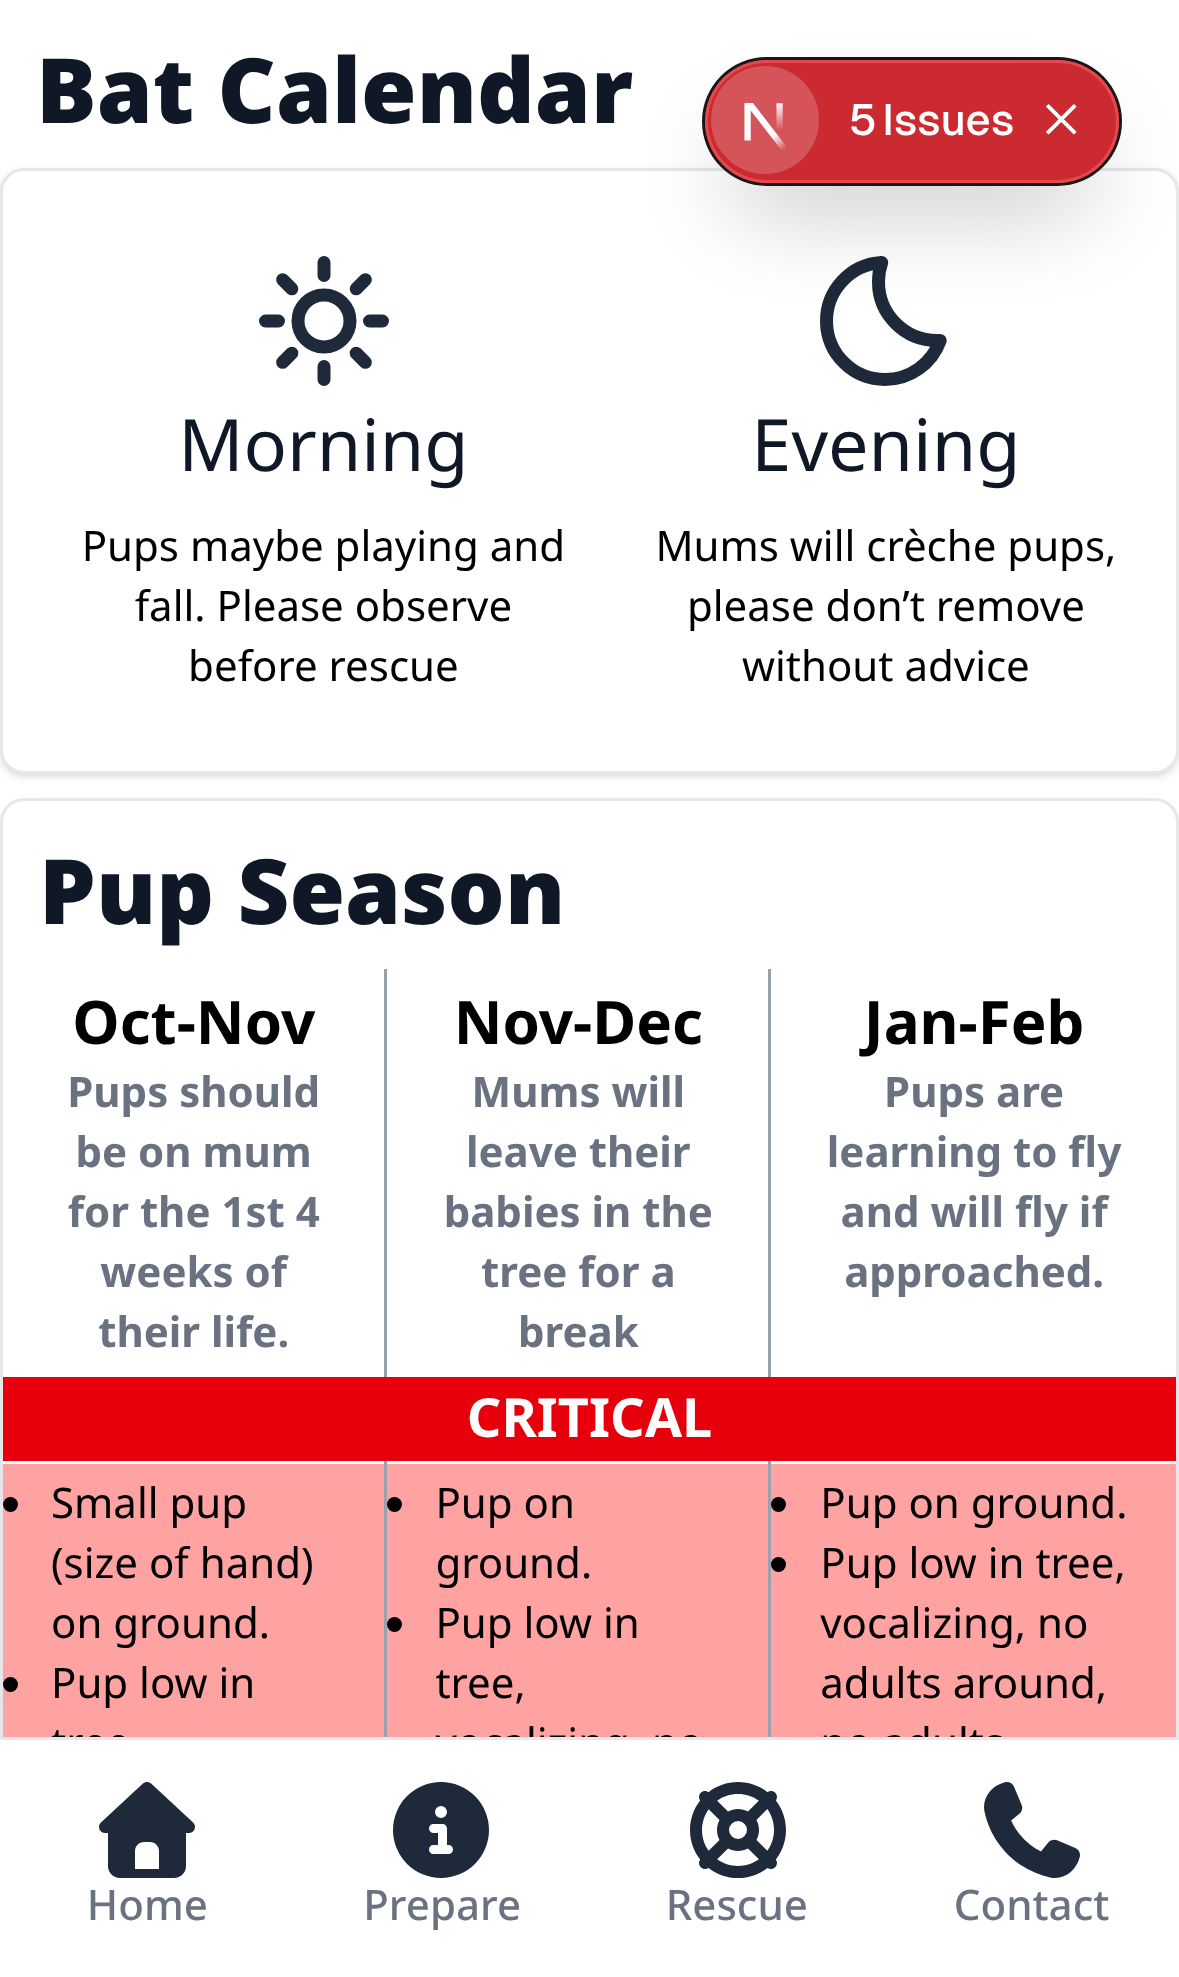 Bat Calendar
N 5 Issues
Morning
Pups maybe playing and
fall. Please observe
before rescue
Evening
Mums will crèche pups,
please don’t remove
without advice
Pup Season
Oct-Nov
Pups should
be on mum
for the 1st 4
weeks of
their life.
Nov-Dec
Mums will
leave their
babies in the
tree for a
break
Jan-Feb
Pups are
learning to fly
and will fly if
approached.
CRITICAL
• Small pup
(size of hand)
on ground.
• Pup low in
• Pup on
ground.
• Pup low in
tree,
• Pup on ground.
• Pup low in tree,
vocalizing, no
adults around,
Home
Prepare
Rescue
Contact